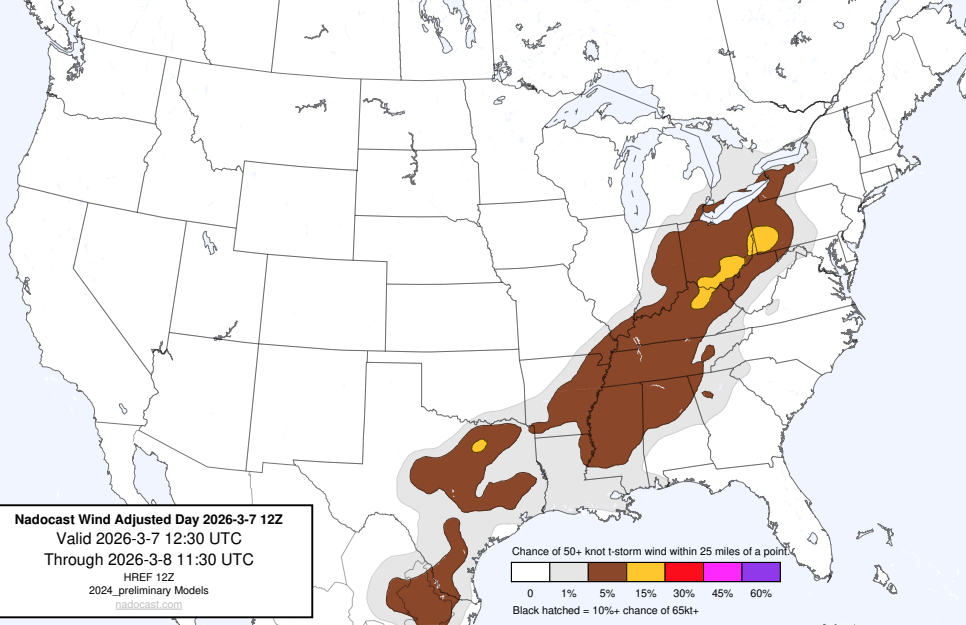 Nadocast Wind Adjusted Day 2026-3-7 12Z
Valid 2026-3-7 12:30 UTC
Through 2026-3-8 11:30 UTC
HREF 12Z
2024_preliminary Models
nadocast.com
Chance of 50+ knot t-storm wind within 25 miles of a point.
0 1% 5% 15% 30% 45% 60%
Black hatched = 10%+ chance of 65kt+